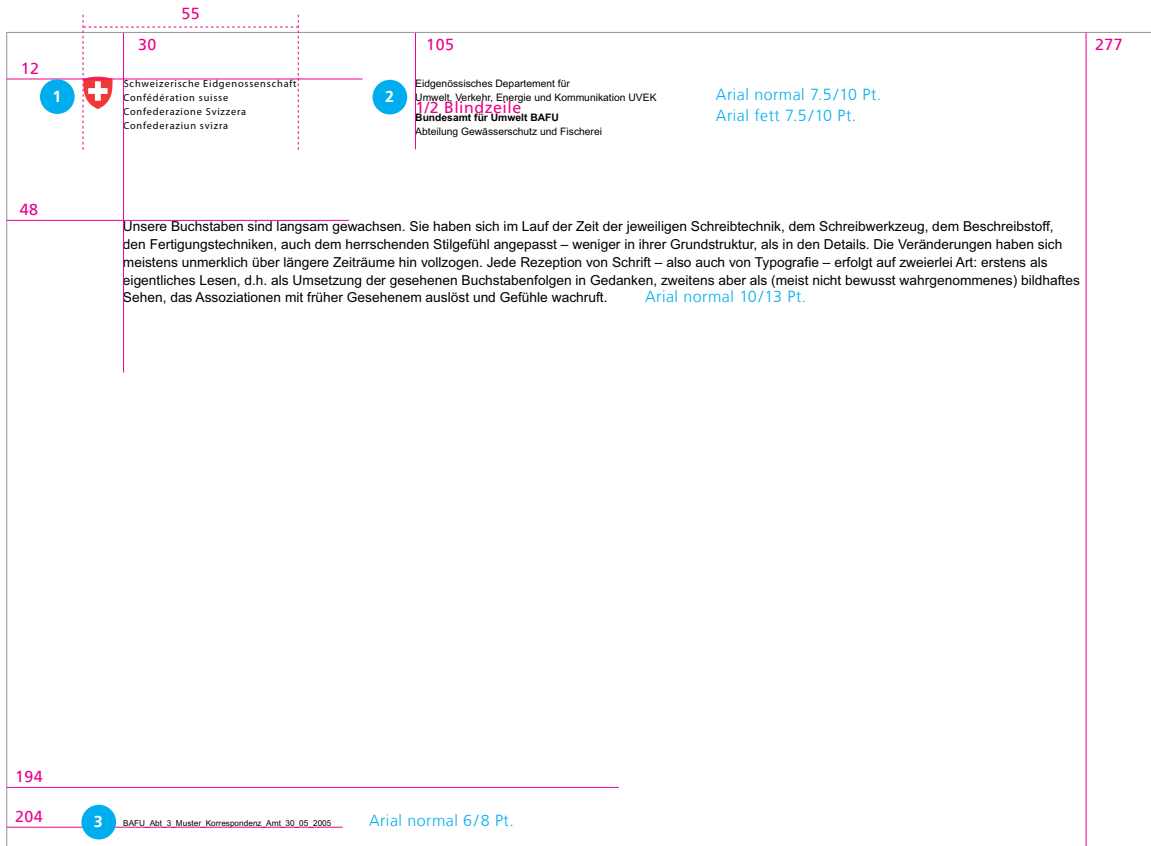 55
30
105
277
12
1
Schweizerische Eidgenossenschaft
Confédération suisse
Confederazione Svizzera
Confederaziun svizra
2
Eidgenössisches Departement für
Umwelt, Verkehr, Energie und Kommunikation UVEK
1/2 Blindzeile
Bundesamt für Umwelt BAFU
Abteilung Gewässerschutz und Fischerei
Arial normal 7.5/10 Pt.
Arial fett 7.5/10 Pt.
48
Unsere Buchstaben sind langsam gewachsen. Sie haben sich im Lauf der Zeit der jeweiligen Schreibtechnik, dem Schreibwerkzeug, dem Beschreibstoff,
den Fertigungstechniken, auch dem herrschenden Stilgefühl angepasst – weniger in ihrer Grundstruktur, als in den Details. Die Veränderungen haben sich
meistens unmerklich über längere Zeiträume hin vollzogen. Jede Rezeption von Schrift – also auch von Typografie – erfolgt auf zweierlei Art: erstens als
eigentliches Lesen, d.h. als Umsetzung der gesehenen Buchstabenfolgen in Gedanken, zweitens aber als (meist nicht bewusst wahrgenommenes) bildhaftes
Sehen, das Assoziationen mit früher Gesehenem auslöst und Gefühle wachruft.
Arial normal 10/13 Pt.
194
204
3
BAFU_Abt_3_Muster_Korrespondenz_Amt_30_05_2005
Arial normal 6/8 Pt.